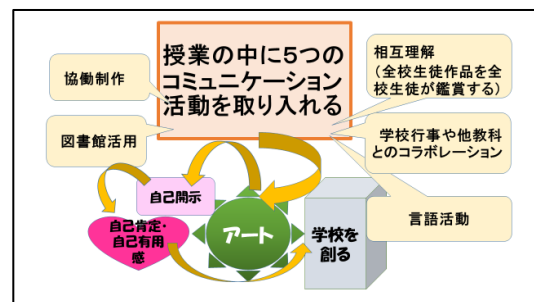 授業の中に5つの
コミュニケーション
活動を取り入れる
協働制作
図書館活用
相互理解
(全校生徒作品を全
校生徒が鑑賞する)
学校行事や他教科
とのコラボレーション
言語活動
自己開示
自己肯定・
自己有用
感
アート
学校を
創る